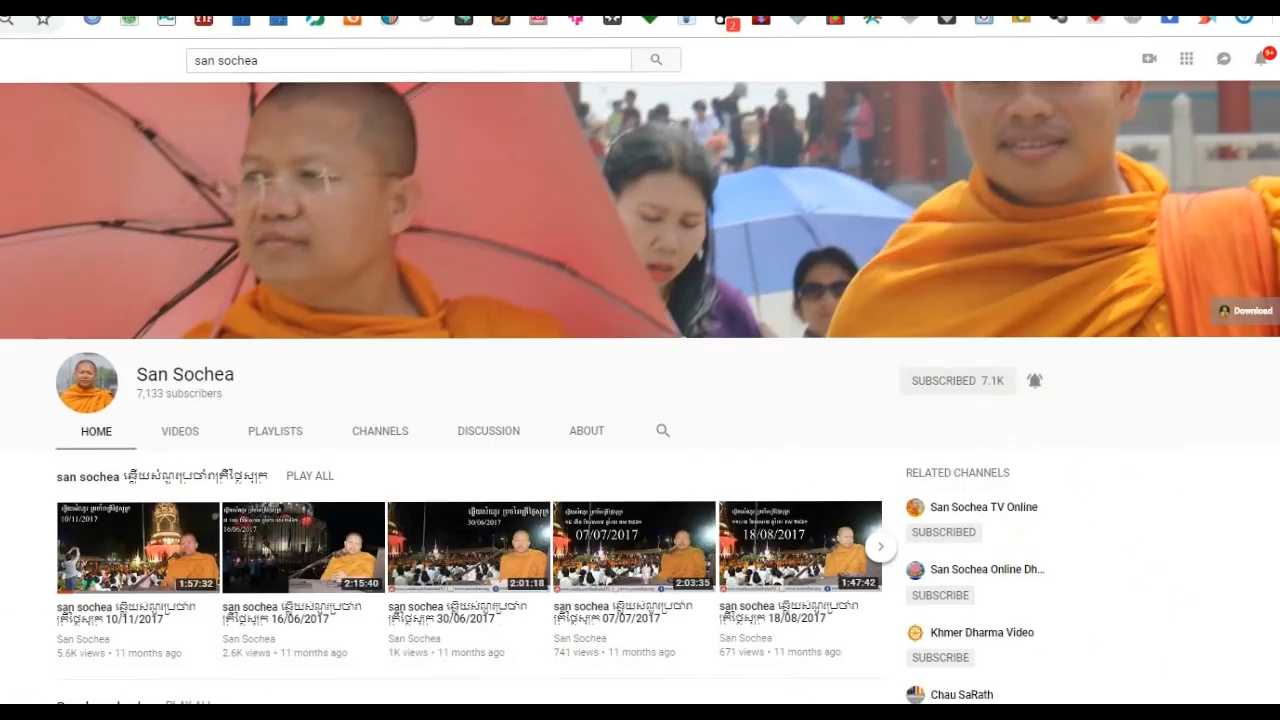 2
san sochea
9+
Download
San Sochea
7,133 subscribers
SUBSCRIBED 7.1K
HOME VIDEOS PLAYLISTS CHANNELS DISCUSSION ABOUT
san sochea ឆ្លើយសំណួរប្រចាំរាត្រីថ្ងៃសុក្រ PLAY ALL
RELATED CHANNELS
San Sochea TV Online
SUBSCRIBED
San Sochea Online Dh...
SUBSCRIBE
Khmer Dharma Video
SUBSCRIBE
Chau SaRath
10/11/2017
1:57:32
16/06/2017
2:15:40
30/06/2017
2:01:18
07/07/2017
2:03:35
18/08/2017
1:47:42
san sochea ឆ្លើយសំណួរប្រចាំរាត្រីថ្ងៃសុក្រ 10/11/2017
San Sochea
5.6K views • 11 months ago
san sochea ឆ្លើយសំណួរប្រចាំរាត្រីថ្ងៃសុក្រ 16/06/2017
San Sochea
2.6K views • 11 months ago
san sochea ឆ្លើយសំណួរប្រចាំរាត្រីថ្ងៃសុក្រ 30/06/2017
San Sochea
1K views • 11 months ago
san sochea ឆ្លើយសំណួរប្រចាំរាត្រីថ្ងៃសុក្រ 07/07/2017
San Sochea
741 views • 11 months ago
san sochea ឆ្លើយសំណួរប្រចាំរាត្រីថ្ងៃសុក្រ 18/08/2017
San Sochea
671 views • 11 months ago
PLAY ALL